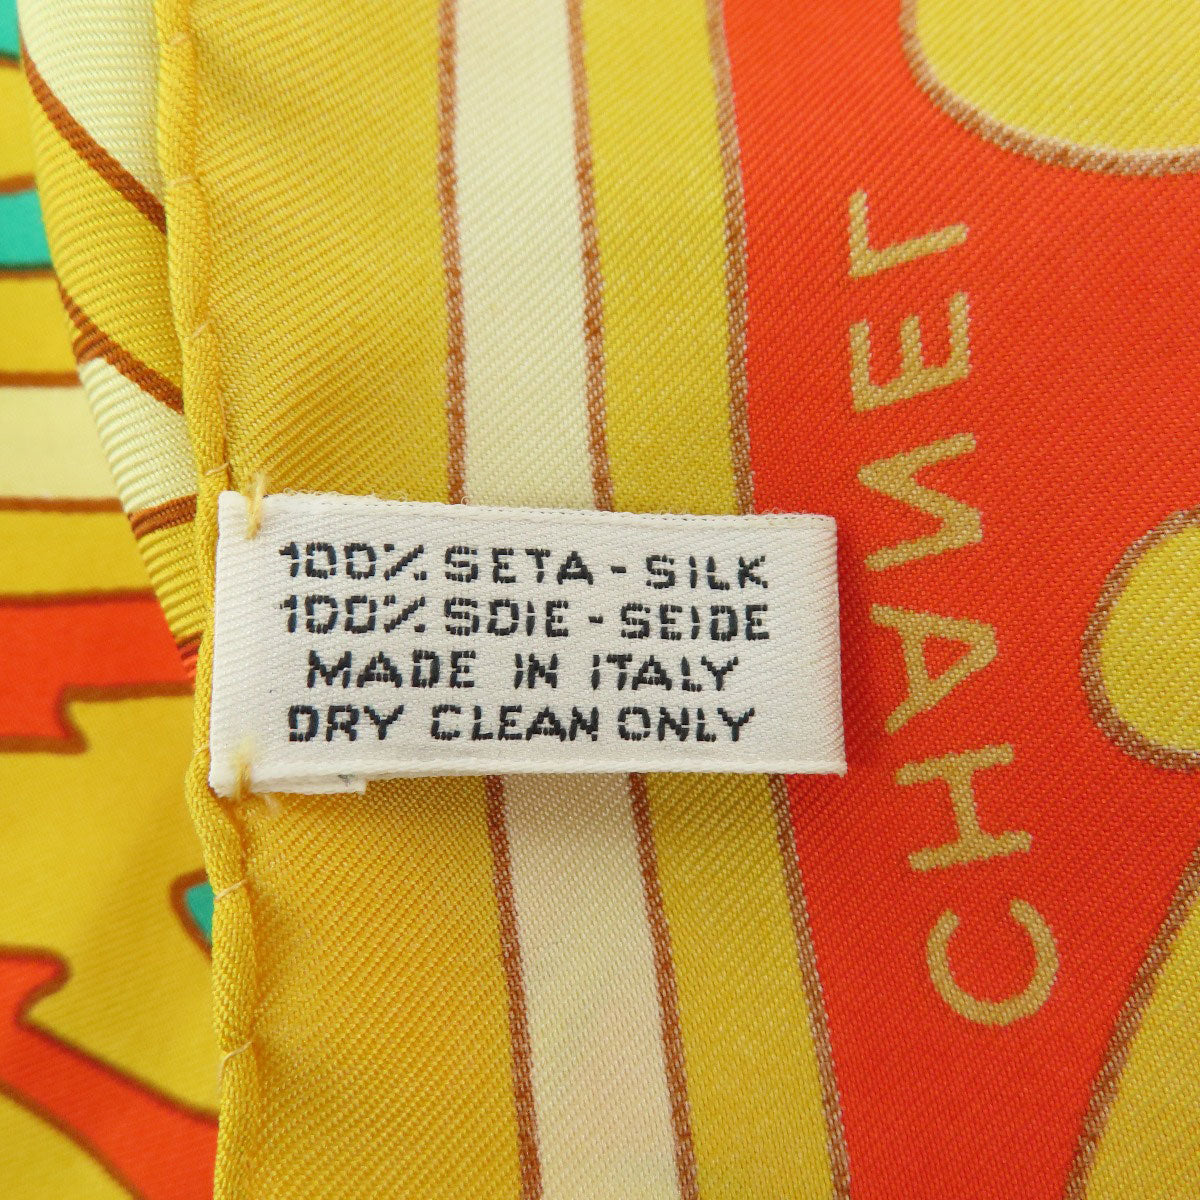 100% SETA - SILK
100% SOIE - SEIDE
MADE IN ITALY
DRY CLEAN ONLY
CHANEL